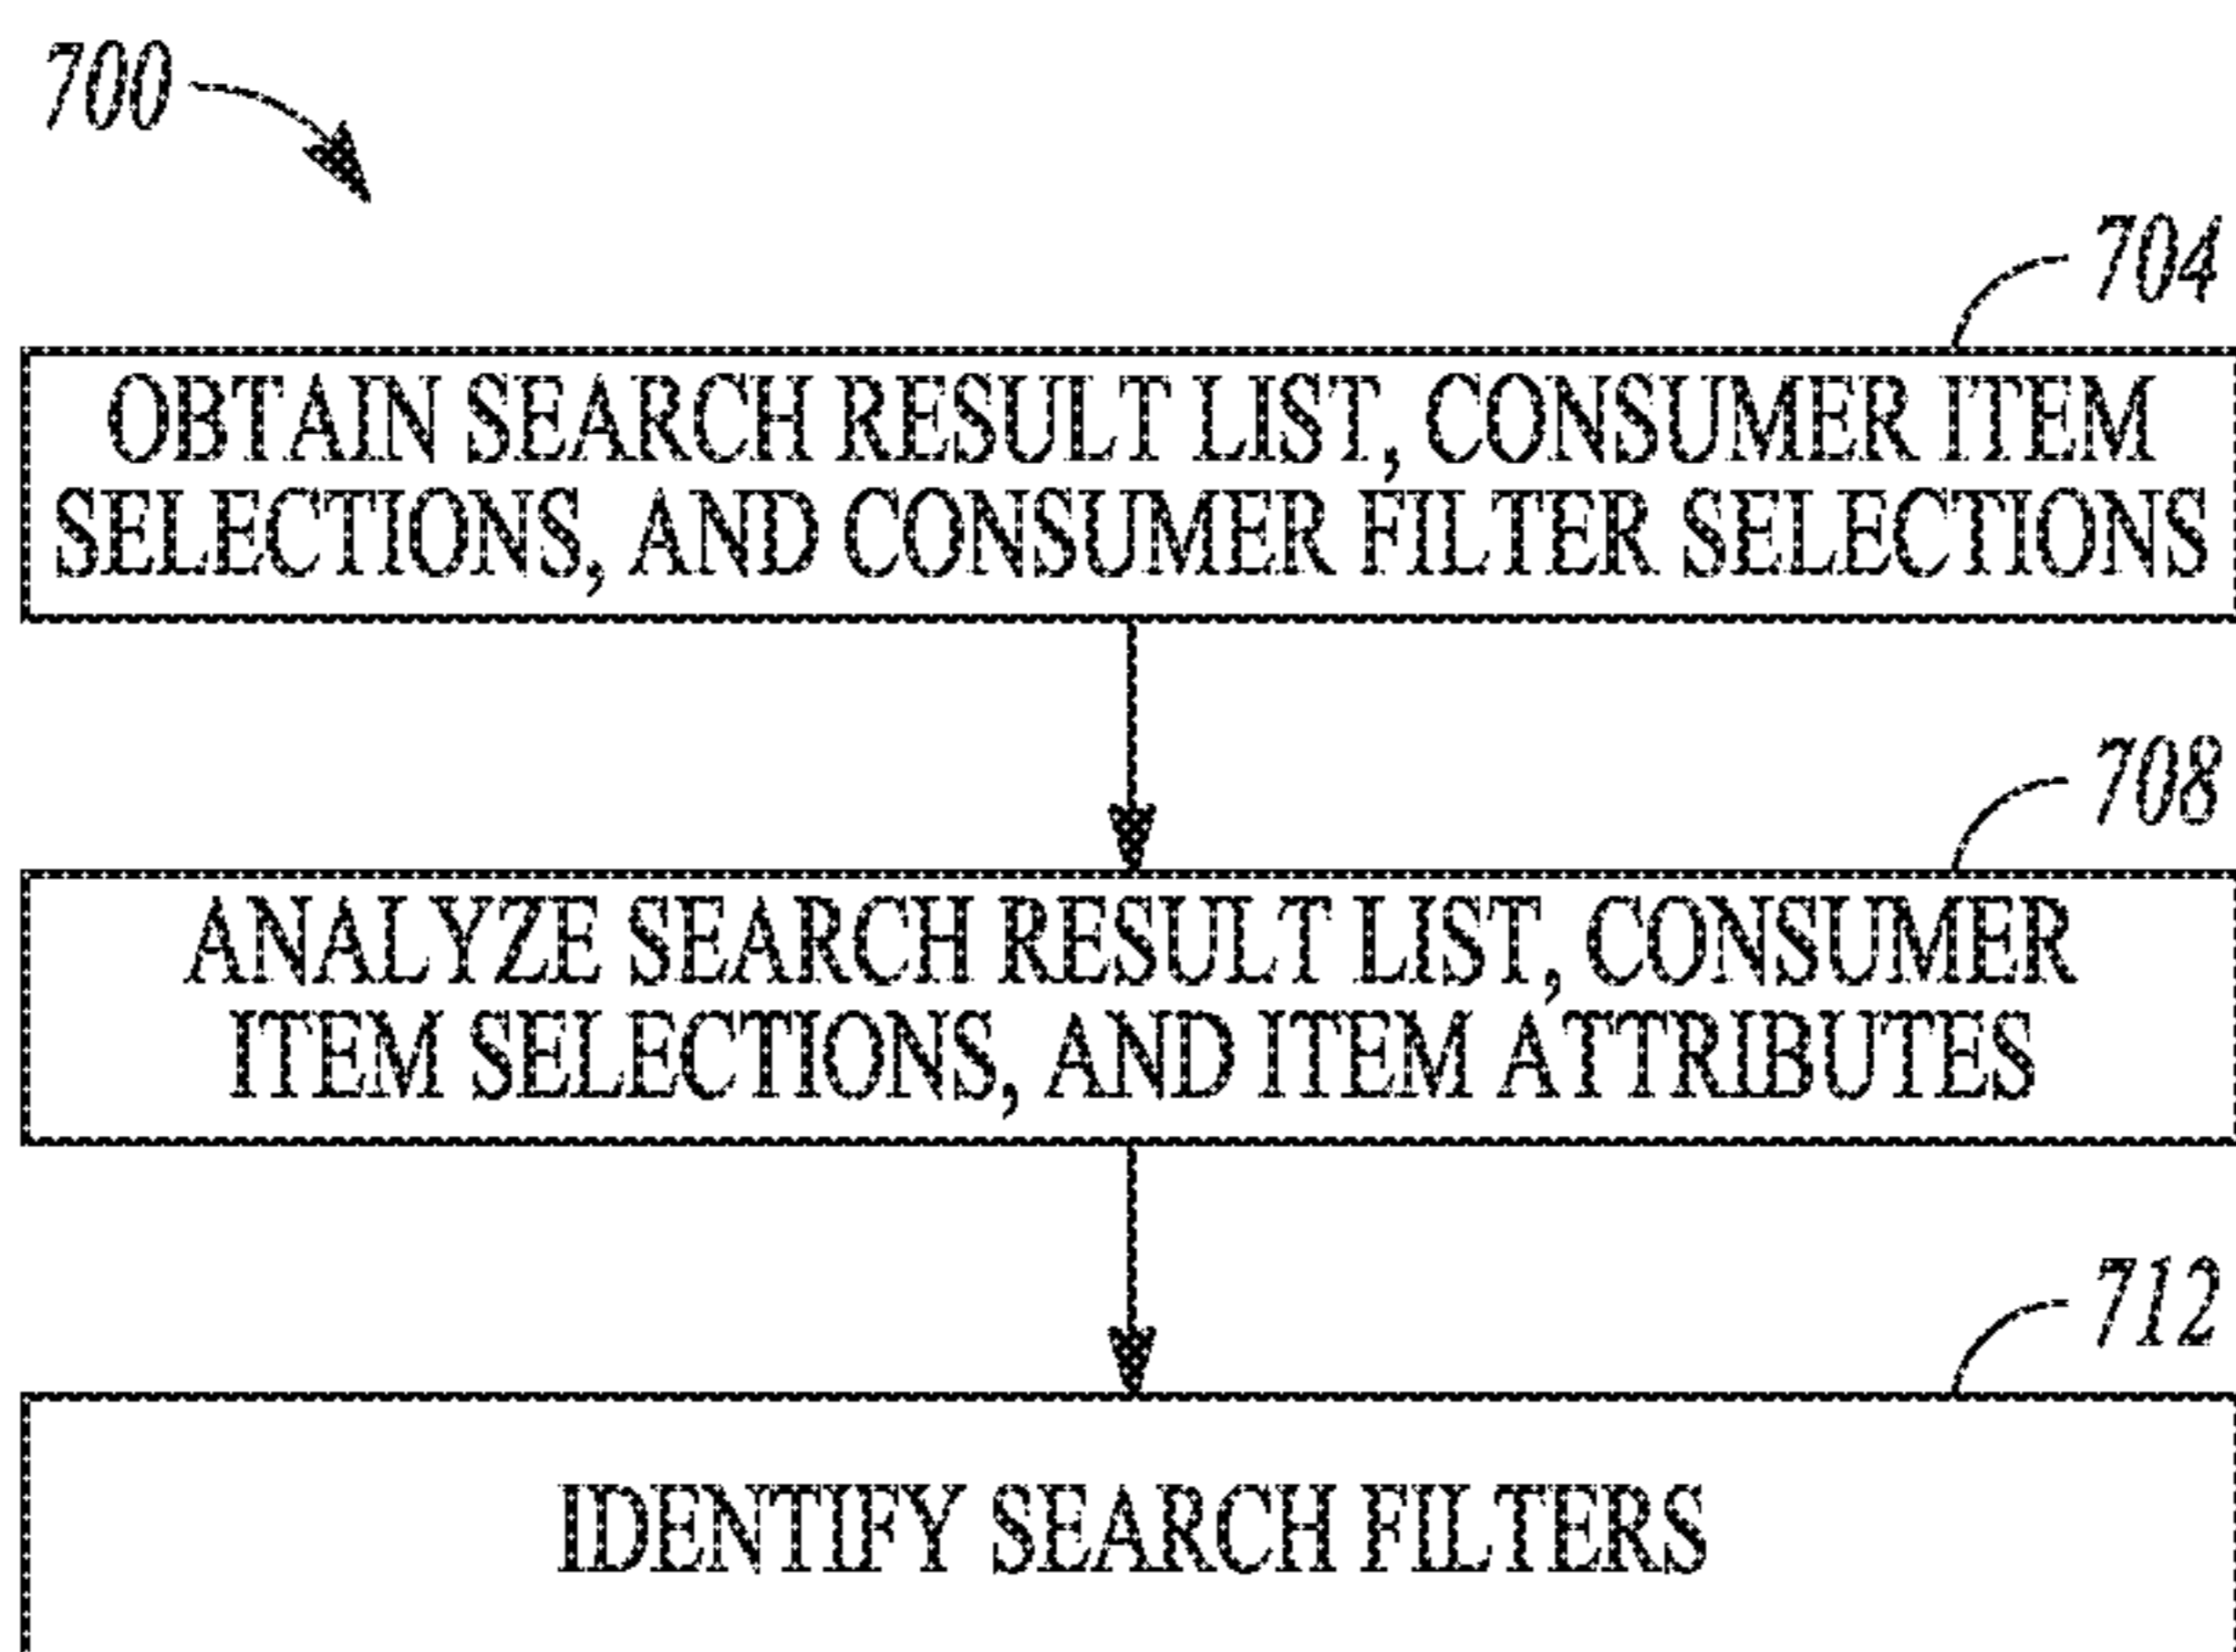 700
704
OBTAIN SEARCH RESULT LIST, CONSUMER ITEM
SELECTIONS, AND CONSUMER FILTER SELECTIONS
708
ANALYZE SEARCH RESULT LIST, CONSUMER
ITEM SELECTIONS, AND ITEM ATTRIBUTES
712
IDENTIFY SEARCH FILTERS